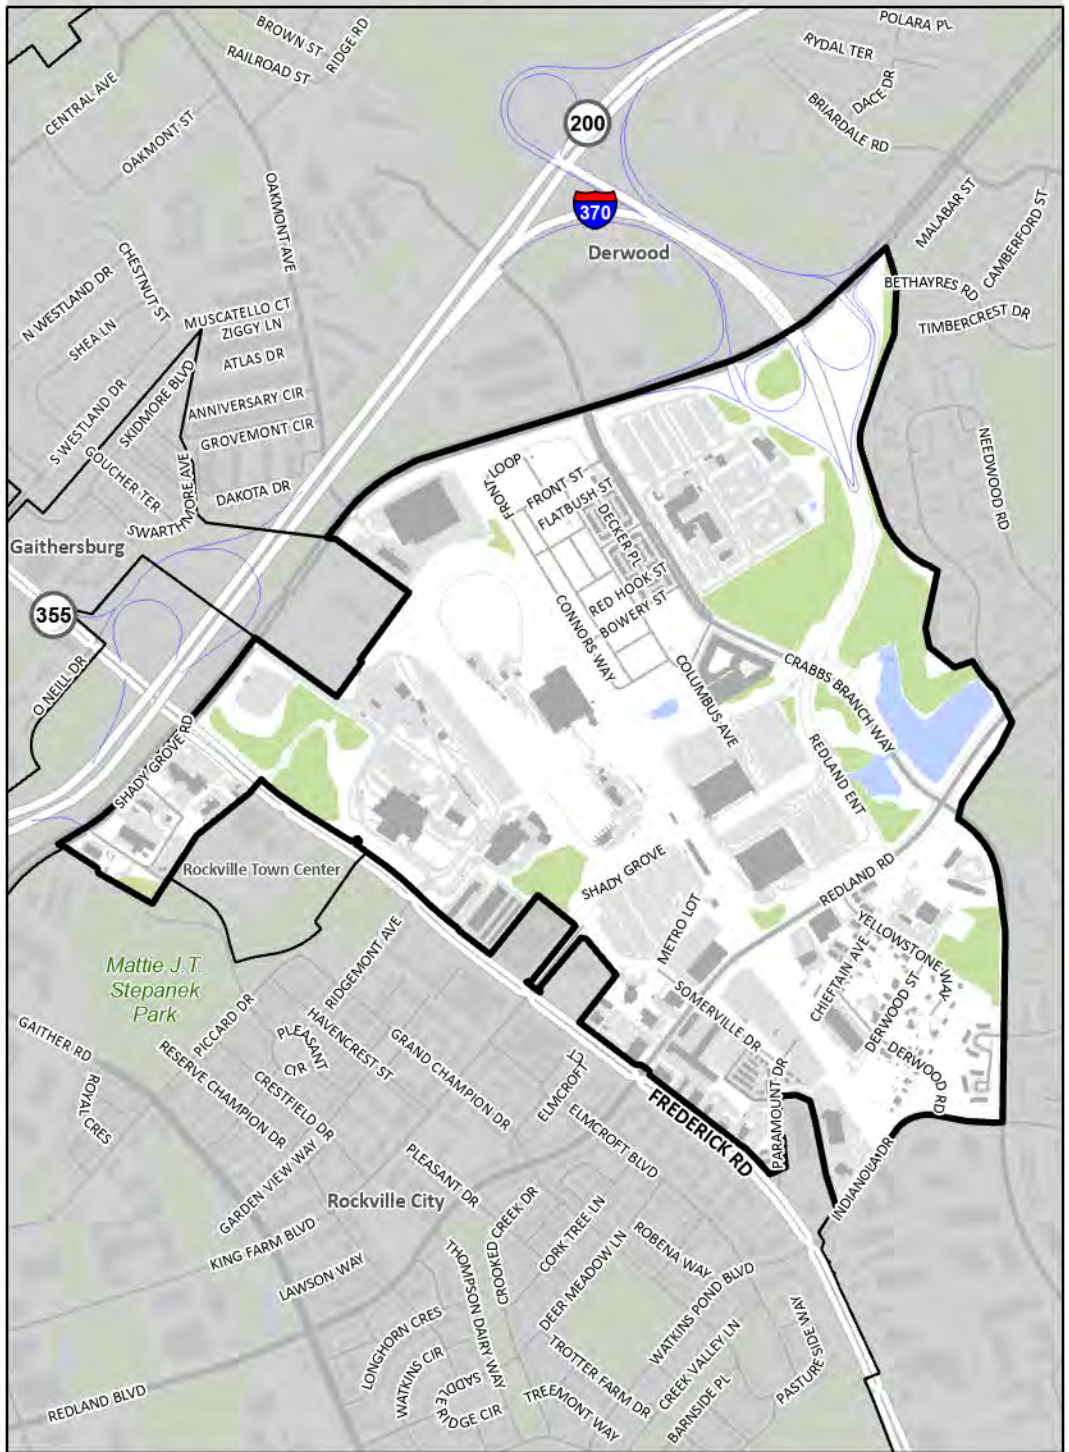 POLARA PL
BROWN ST
RIDGE RD
RYDAL TER
RAILROAD ST
DACE DR
CENTRAL AVE
BRIARDALE RD
200
OAKMONT ST
OAKMONT AVE
370
Derwood
MALABAR ST
CAMBERFORD ST
BETHAYRES RD
TIMBERCREST DR
N WESTLAND DR
CHESTNUT ST
SHEA LN
MUSCATELLO CT
ZIGGY LN
ATLAS DR
S WESTLAND DR
SKIDMORE BLVD
ANNIVERSARY CIR
GROVEMONT CIR
GOUCHER TER
DAKOTA DR
SWARTHMORE AVE
NEEDWOOD RD
FRONT LOOP
FRONT ST
FLATBUSH ST
DECKER PL
RED HOOK ST
BOWERY ST
CONNORS WAY
COLUMBUS AVE
CRABBS BRANCH WAY
REDLAND ENT
Gaithersburg
355
O NEILL DR
SHADY GROVE RD
Rockville Town Center
SHADY GROVE
METRO LOT
REDLAND RD
YELLOWSTONE WAY
CHIEFTAIN AVE
DERWOOD ST
DERWOOD RD
SOMERVILLE DR
PARAMOUNT DR
INDIANOLA DR
FREDERICK RD
Mattie J.T.
Stepanek
Park
GAITHER RD
ROYAL CRES
PICCARD DR
RIDGEMONT AVE
PLEASANT
CIR
HAVENCREST ST
RESERVE CHAMPION DR
CRESTFIELD DR
GRAND CHAMPION DR
ELMCROFT
CT
ELMCROFT BLVD
GARDEN VIEW WAY
PLEASANT DR
Rockville City
KING FARM BLVD
LAWSON WAY
THOMPSON DAIRY WAY
CROOKED CREEK DR
CORK TREE LN
DEER MEADOW LN
ROBENA WAY
WATKINS POND BLVD
LONGHORN CRES
WATKINS CIR
SADDLE
RIDGE CIR
TREEMONT WAY
TROTTER FARM DR
CREEK VALLEY LN
BARNSIDE PL
PASTURE SIDE WAY
REDLAND BLVD